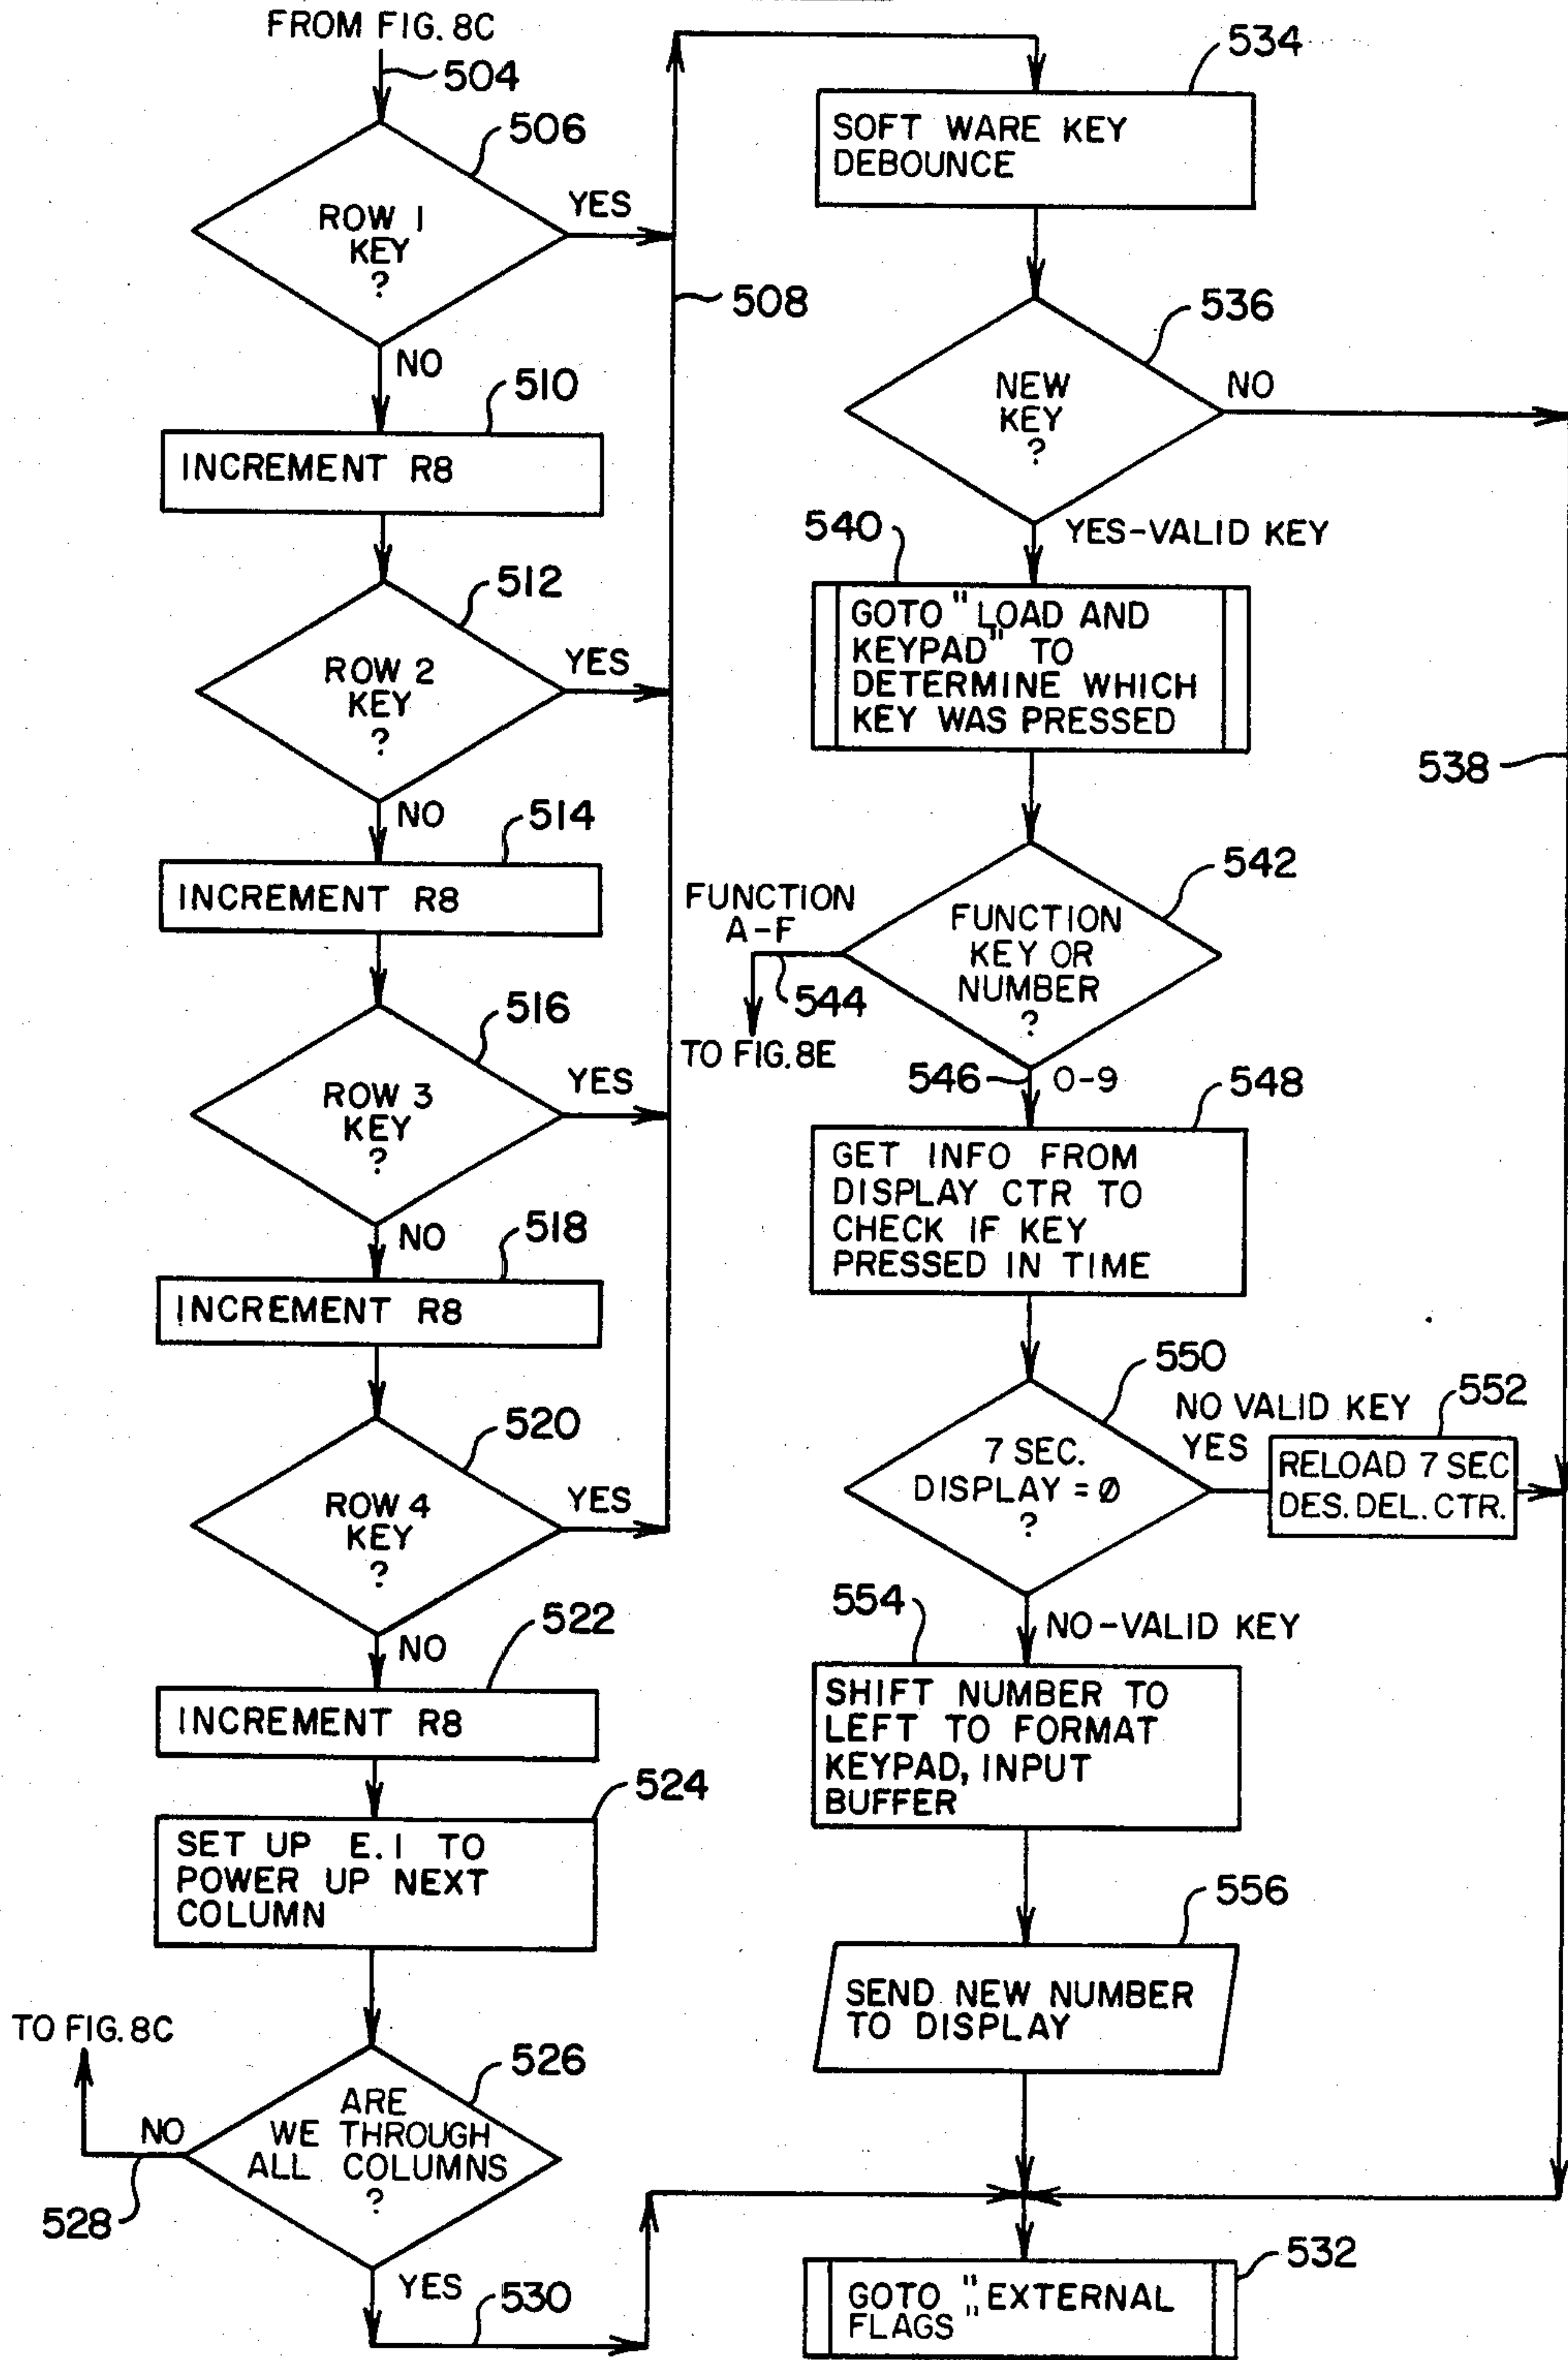 FROM FIG. 8C
504
506
ROW 1
KEY
?
YES
508
NO
510
INCREMENT R8
512
ROW 2
KEY
?
YES
NO
514
INCREMENT R8
516
ROW 3
KEY
?
YES
NO
518
INCREMENT R8
520
ROW 4
KEY
?
YES
NO
522
INCREMENT R8
524
SET UP E.1 TO
POWER UP NEXT
COLUMN
TO FIG. 8C
526
ARE
WE THROUGH
ALL COLUMNS
?
NO
528
YES
530
534
SOFT WARE KEY
DEBOUNCE
536
NEW
KEY
?
NO
538
YES-VALID KEY
540
GOTO "LOAD AND
KEYPAD" TO
DETERMINE WHICH
KEY WAS PRESSED
542
FUNCTION
KEY OR
NUMBER
?
FUNCTION
A-F
544
TO FIG. 8E
546
0-9
548
GET INFO FROM
DISPLAY CTR TO
CHECK IF KEY
PRESSED IN TIME
550
7 SEC.
DISPLAY = Ø
?
NO VALID KEY
YES
552
RELOAD 7 SEC
DES. DEL. CTR.
554
NO-VALID KEY
SHIFT NUMBER TO
LEFT TO FORMAT
KEYPAD, INPUT
BUFFER
556
SEND NEW NUMBER
TO DISPLAY
532
GOTO "EXTERNAL
FLAGS"